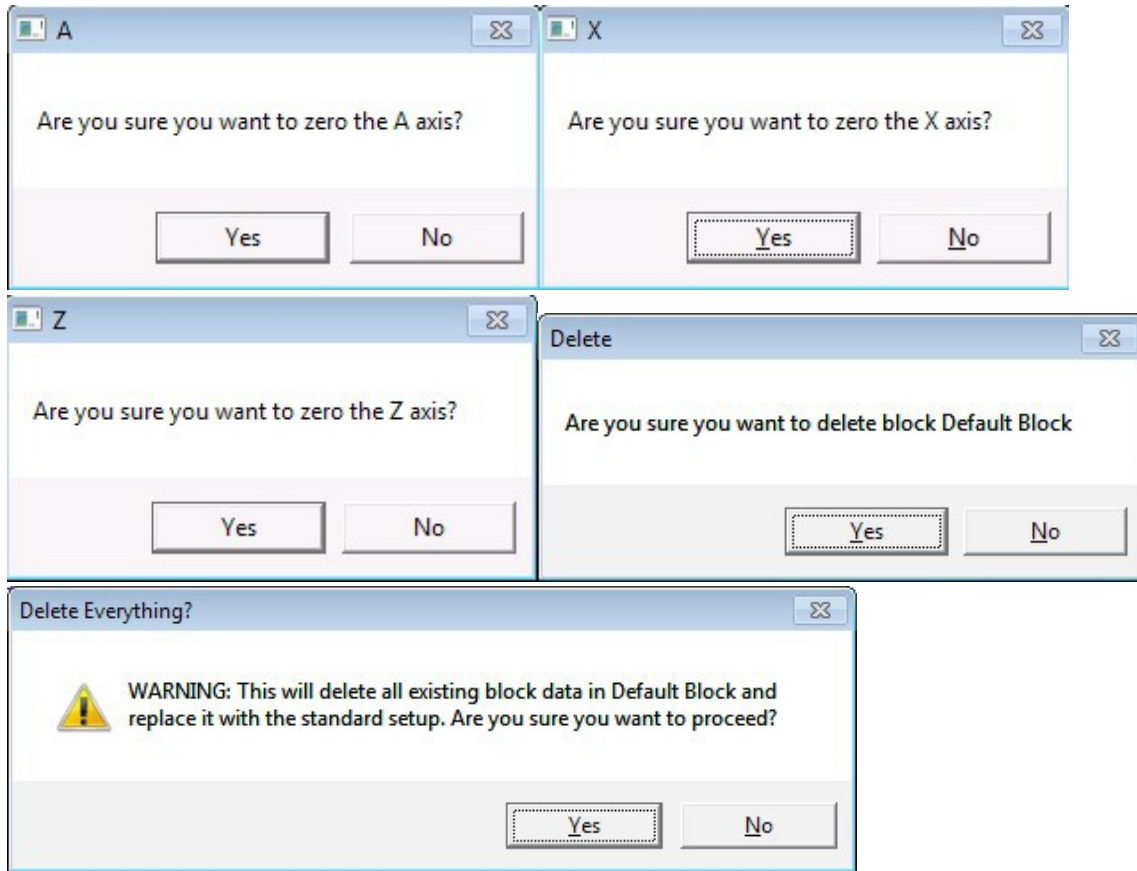 A
Are you sure you want to zero the A axis?
Yes No
X
Are you sure you want to zero the X axis?
Yes No
Z
Are you sure you want to zero the Z axis?
Yes No
Delete
Are you sure you want to delete block Default Block
Yes No
Delete Everything?
WARNING: This will delete all existing block data in Default Block and
replace it with the standard setup. Are you sure you want to proceed?
Yes No